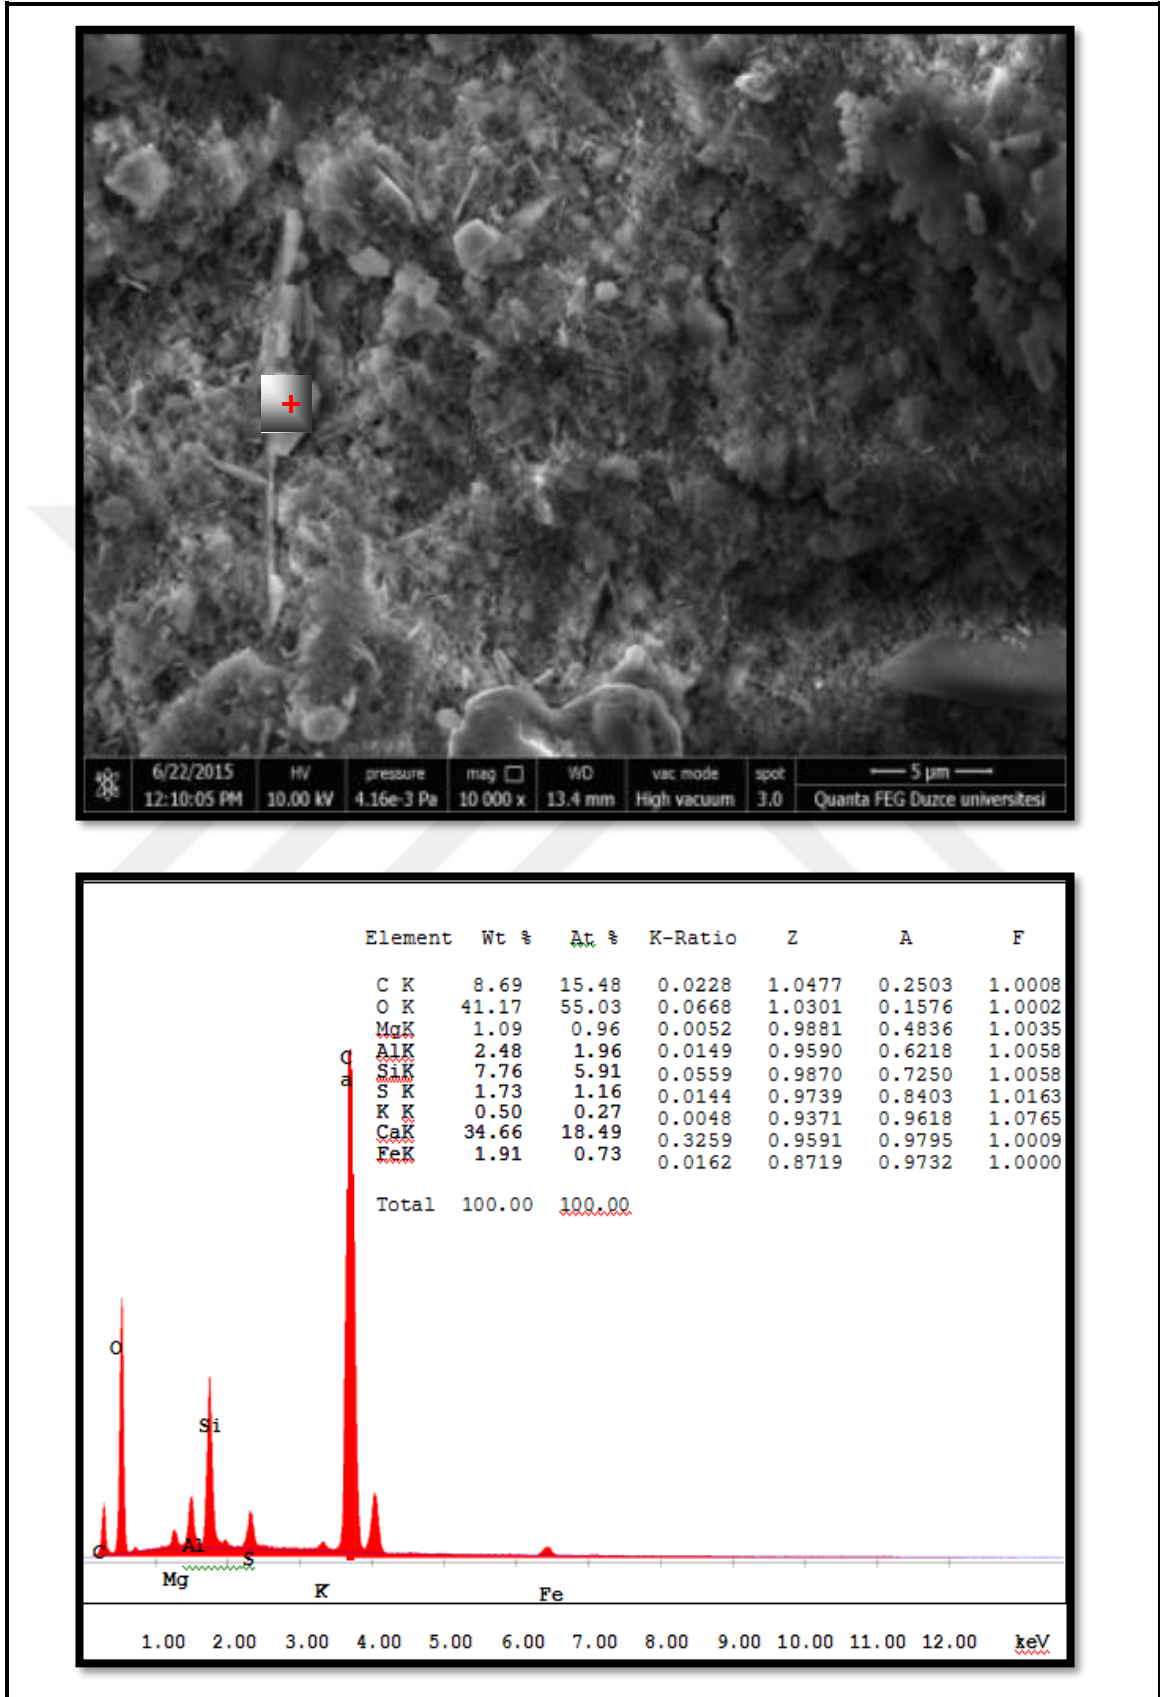 6/22/2015 HV pressure mag WD vac mode spot 5 µm
12:10:05 PM 10.00 kV 4.16e-3 Pa 10 000 x 13.4 mm High vacuum 3.0 Quanta FEG Duzce universitesi
Element Wt % At % K-Ratio Z A F
C K 8.69 15.48 0.0228 1.0477 0.2503 1.0008
O K 41.17 55.03 0.0668 1.0301 0.1576 1.0002
MgK 1.09 0.96 0.0052 0.9881 0.4836 1.0035
AlK 2.48 1.96 0.0149 0.9590 0.6218 1.0058
SiK 7.76 5.91 0.0559 0.9870 0.7250 1.0058
S K 1.73 1.16 0.0144 0.9739 0.8403 1.0163
K K 0.50 0.27 0.0048 0.9371 0.9618 1.0765
CaK 34.66 18.49 0.3259 0.9591 0.9795 1.0009
FeK 1.91 0.73 0.0162 0.8719 0.9732 1.0000
Total 100.00 100.00
Ca
O
Si
C
Al
S
Mg
K
Fe
1.00 2.00 3.00 4.00 5.00 6.00 7.00 8.00 9.00 10.00 11.00 12.00 keV